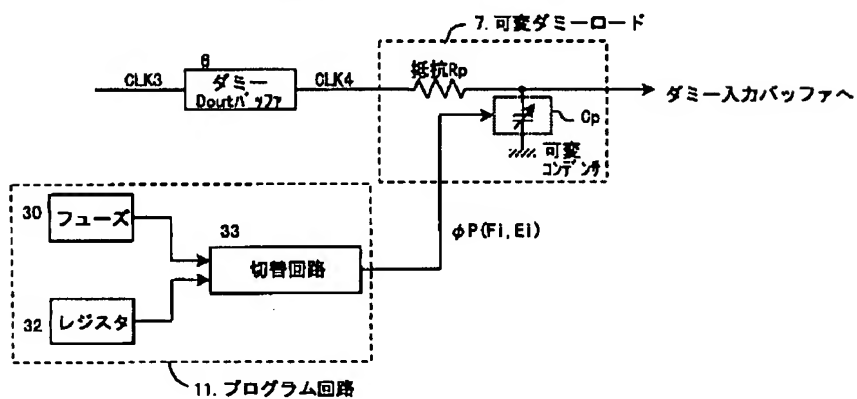 7. 可変ダミーロード
6
CLK3
ダミー
Doutバッファ
CLK4
抵抗Rp
Cp
可変
コンデンサ
ダミー入力バッファへ
30
フューズ
33
切替回路
φP(Fi, Ei)
32
レジスタ
11. プログラム回路